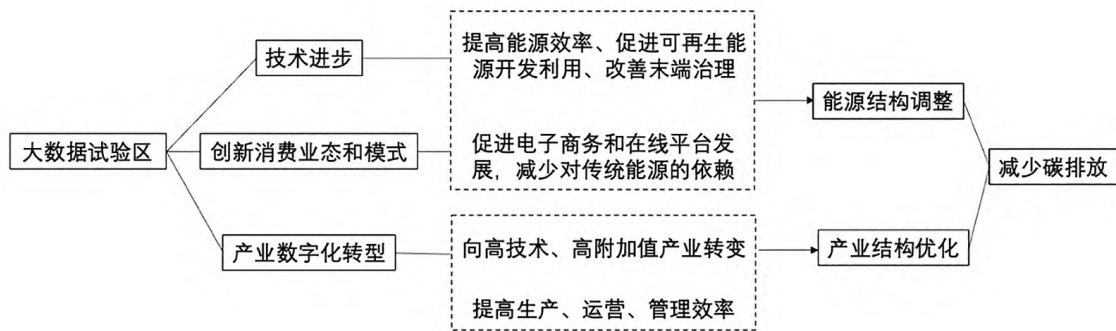 大数据试验区
技术进步
创新消费业态和模式
产业数字化转型
提高能源效率、促进可再生能
源开发利用、改善末端治理
促进电子商务和在线平台发
展，减少对传统能源的依赖
向高技术、高附加值产业转变
提高生产、运营、管理效率
能源结构调整
产业结构优化
减少碳排放